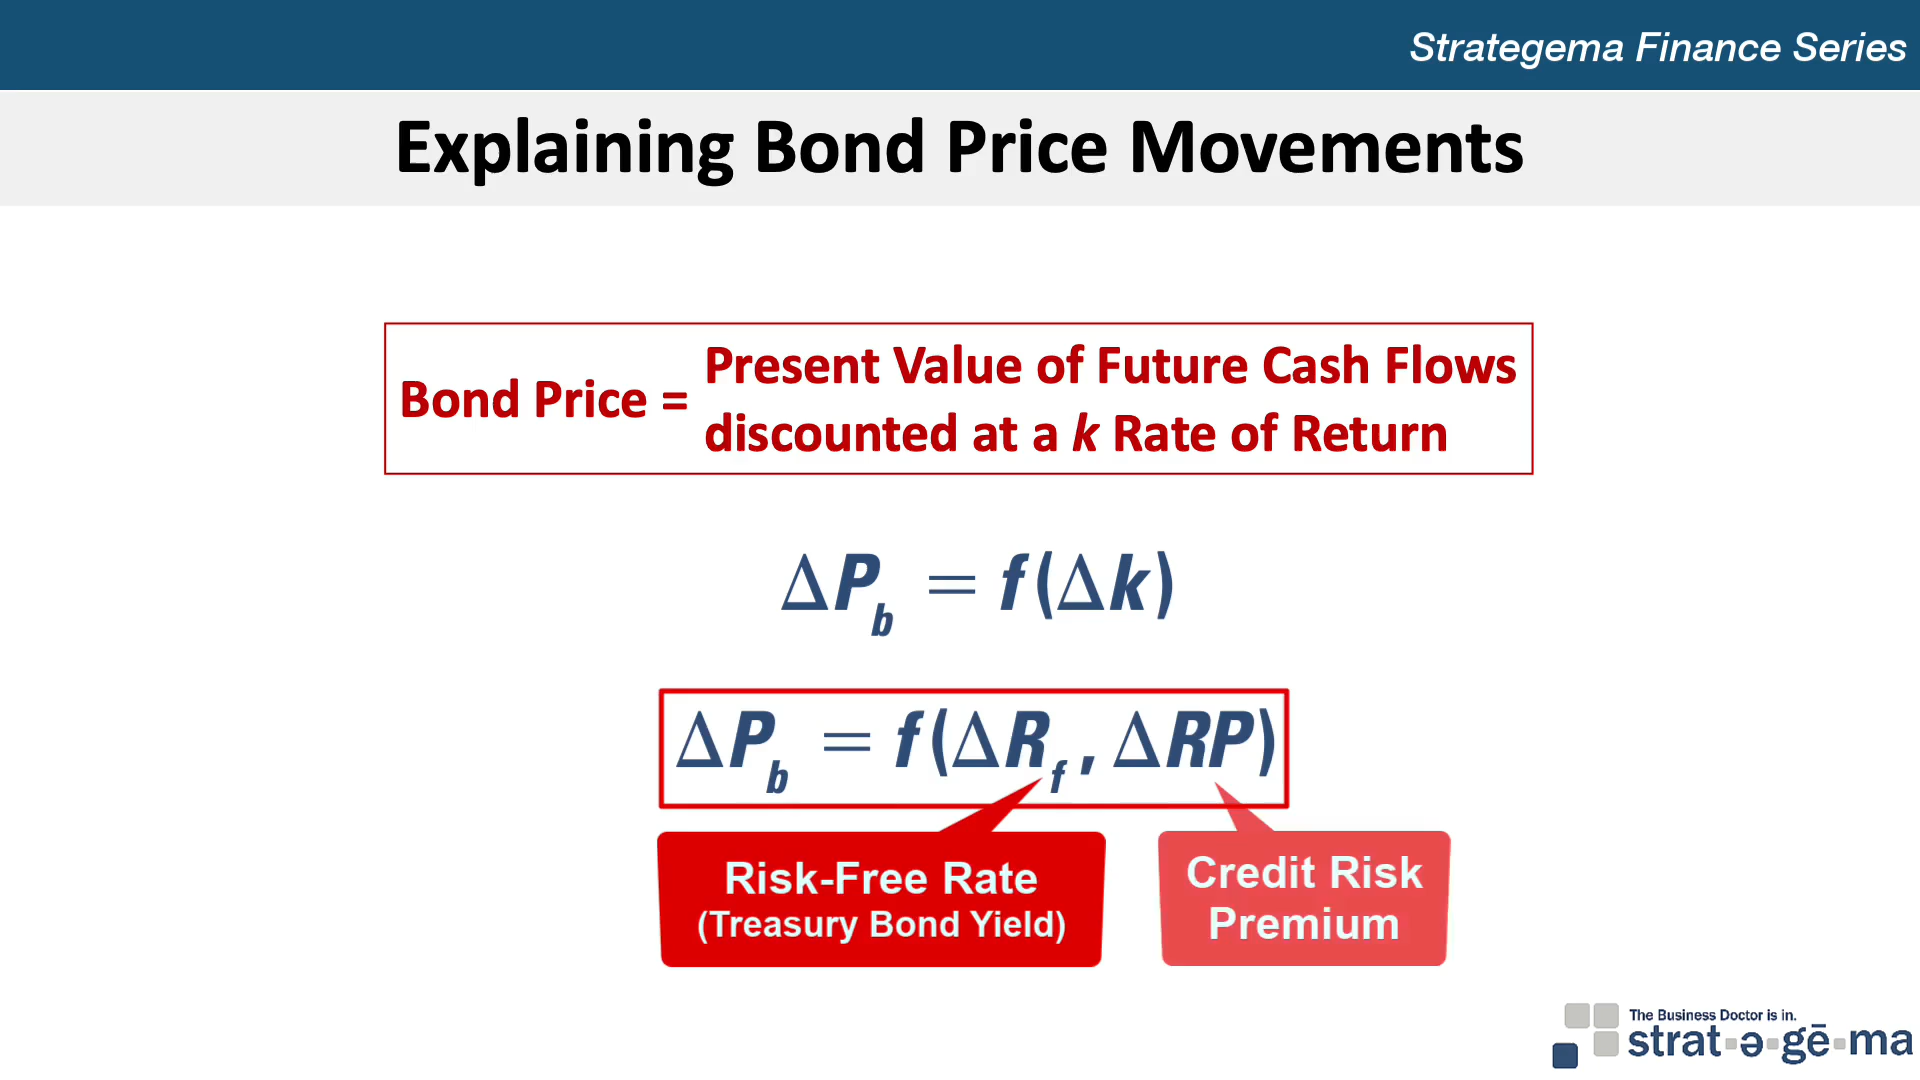 Strategema Finance Series
Explaining Bond Price Movements
Bond Price = Present Value of Future Cash Flows
discounted at a k Rate of Return
ΔP_b = f(Δk)
ΔP_b = f(ΔR_f, ΔRP)
Risk-Free Rate
(Treasury Bond Yield)
Credit Risk
Premium
The Business Doctor is in.
strat▪ə▪gē▪ma